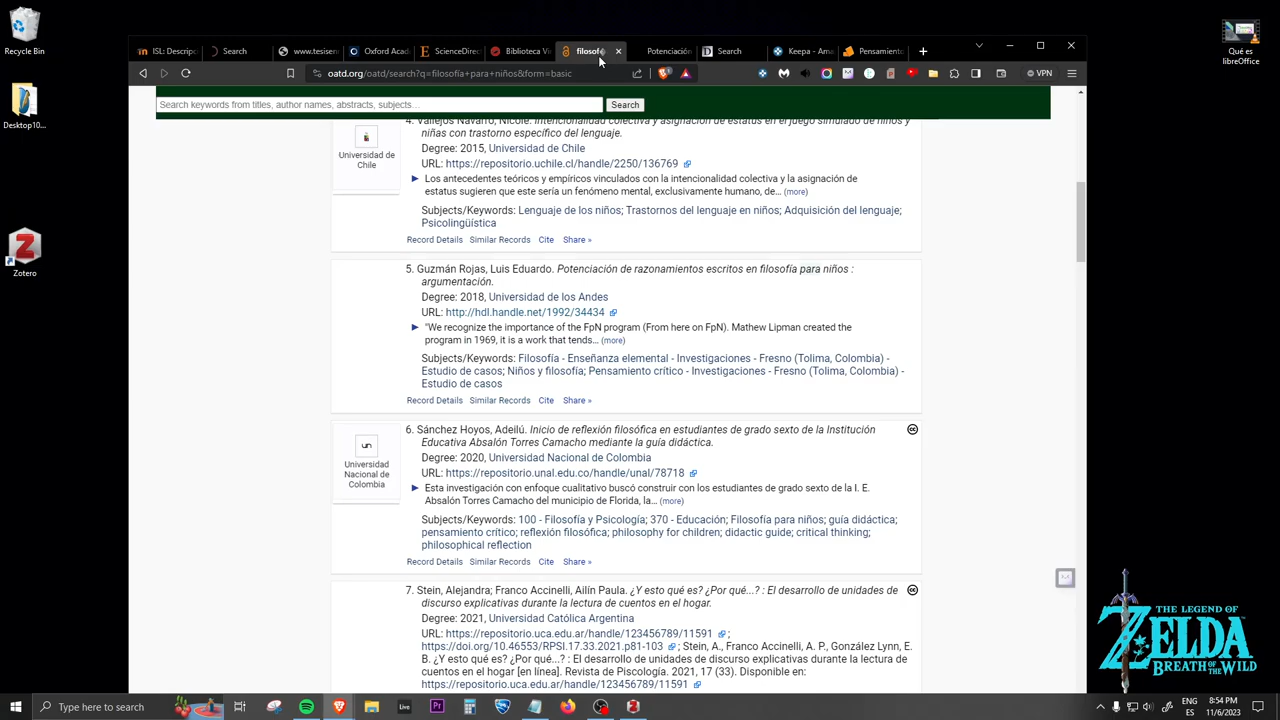 Recycle Bin
Desktop10...
Zotero
Qué es
libreOffice
ISL: Descrip
Search
www.tesisen
Oxford Aca
ScienceDirec
Biblioteca Vi
filosofí
Potenciación
Search
Keepa - Ama
Pensamiento
oatd.org/oatd/search?q=filosofía+para+niños&form=basic
VPN
Search keywords from titles, author names, abstracts, subjects...
Search
4. Vallejos Navarro, Nicole. Intencionalidad colectiva y asignación de estatus en el juego simulado de niños y
niñas con trastorno específico del lenguaje.
Universidad de
Chile
Degree: 2015, Universidad de Chile
URL: https://repositorio.uchile.cl/handle/2250/136769
Los antecedentes teóricos y empíricos vinculados con la intencionalidad colectiva y la asignación de
estatus sugieren que este sería un fenómeno mental, exclusivamente humano, de... (more)
Subjects/Keywords: Lenguaje de los niños; Trastornos del lenguaje en niños; Adquisición del lenguaje;
Psicolingüística
Record Details Similar Records Cite Share »
5. Guzmán Rojas, Luis Eduardo. Potenciación de razonamientos escritos en filosofía para niños :
argumentación.
Degree: 2018, Universidad de los Andes
URL: http://hdl.handle.net/1992/34434
"We recognize the importance of the FpN program (From here on FpN). Mathew Lipman created the
program in 1969, it is a work that tends... (more)
Subjects/Keywords: Filosofía - Enseñanza elemental - Investigaciones - Fresno (Tolima, Colombia) -
Estudio de casos; Niños y filosofía; Pensamiento crítico - Investigaciones - Fresno (Tolima, Colombia) -
Estudio de casos
Record Details Similar Records Cite Share »
un
Universidad
Nacional de
Colombia
6. Sánchez Hoyos, Adeilú. Inicio de reflexión filosófica en estudiantes de grado sexto de la Institución
Educativa Absalón Torres Camacho mediante la guía didáctica.
Degree: 2020, Universidad Nacional de Colombia
URL: https://repositorio.unal.edu.co/handle/unal/78718
Esta investigación con enfoque cualitativo buscó construir con los estudiantes de grado sexto de la I. E.
Absalón Torres Camacho del municipio de Florida, la... (more)
Subjects/Keywords: 100 - Filosofía y Psicología; 370 - Educación; Filosofía para niños; guía didáctica;
pensamiento crítico; reflexión filosófica; philosophy for children; didactic guide; critical thinking;
philosophical reflection
Record Details Similar Records Cite Share »
7. Stein, Alejandra; Franco Accinelli, Ailín Paula. ¿Y esto qué es? ¿Por qué...? : El desarrollo de unidades de
discurso explicativas durante la lectura de cuentos en el hogar.
Degree: 2021, Universidad Católica Argentina
URL: https://repositorio.uca.edu.ar/handle/123456789/11591 ;
https://doi.org/10.46553/RPSI.17.33.2021.p81-103 ; Stein, A., Franco Accinelli, A. P., González Lynn, E.
B. ¿Y esto qué es? ¿Por qué...? : El desarrollo de unidades de discurso explicativas durante la lectura de
cuentos en el hogar [en línea]. Revista de Piscología. 2021, 17 (33). Disponible en:
https://repositorio.uca.edu.ar/handle/123456789/11591
THE LEGEND OF
ZELDA
BREATH OF THE WILD
Type here to search
Live
Pr
ENG
ES
8:54 PM
11/6/2023